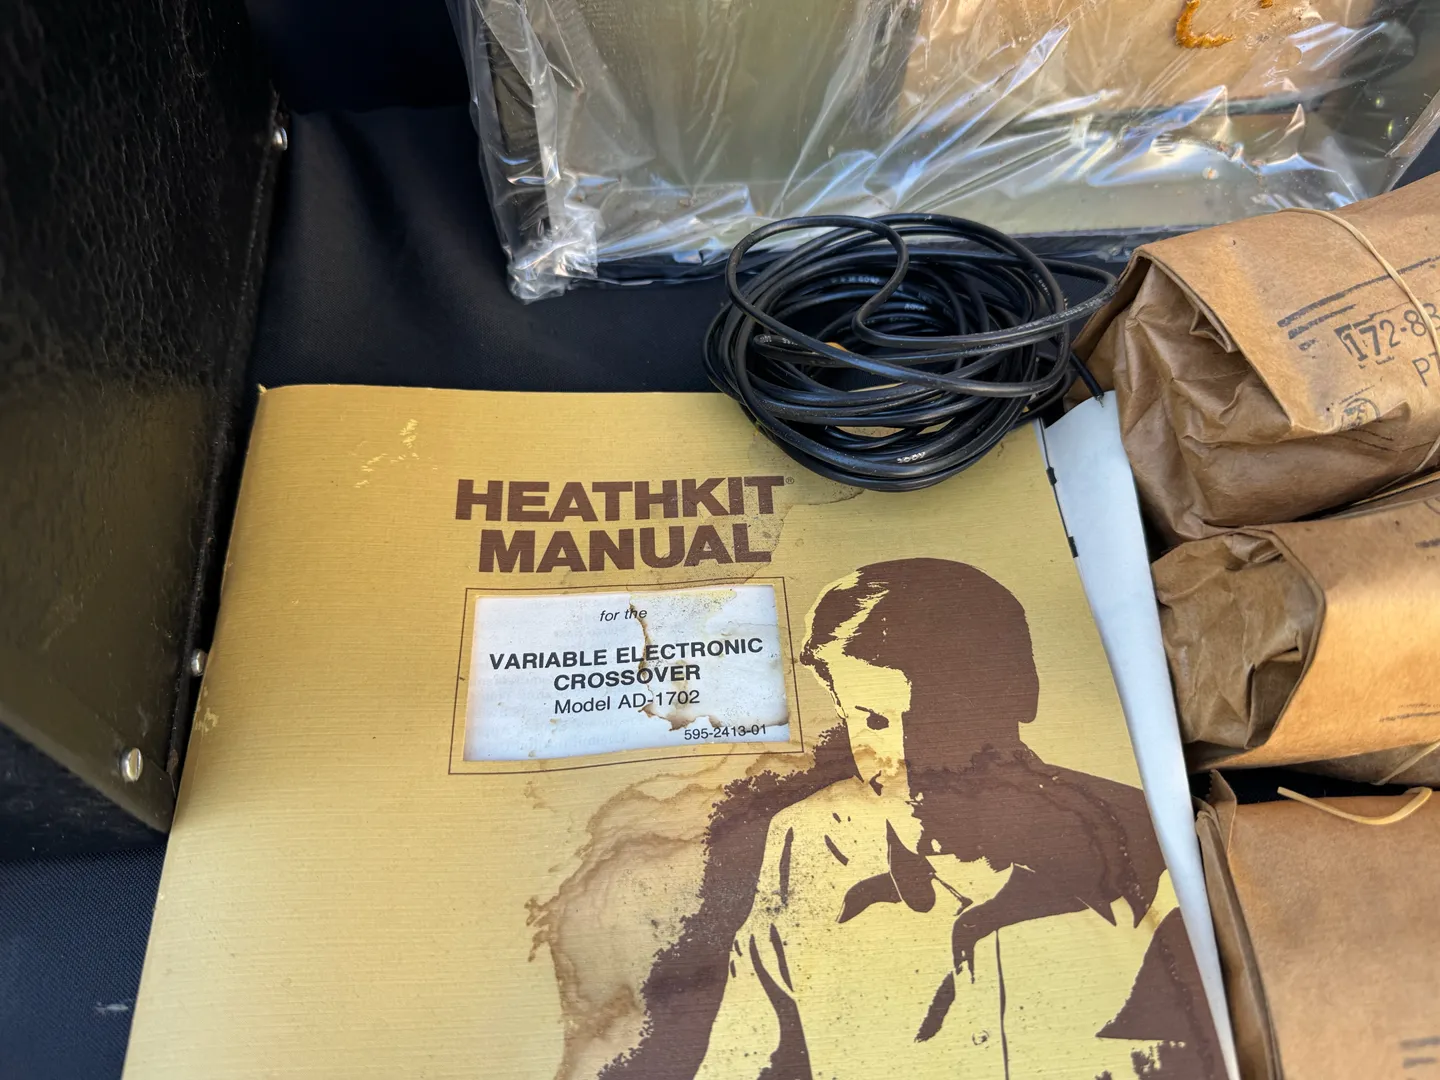 HEATHKIT®
MANUAL
for the
VARIABLE ELECTRONIC
CROSSOVER
Model AD-1702
595-2413-01
172-83